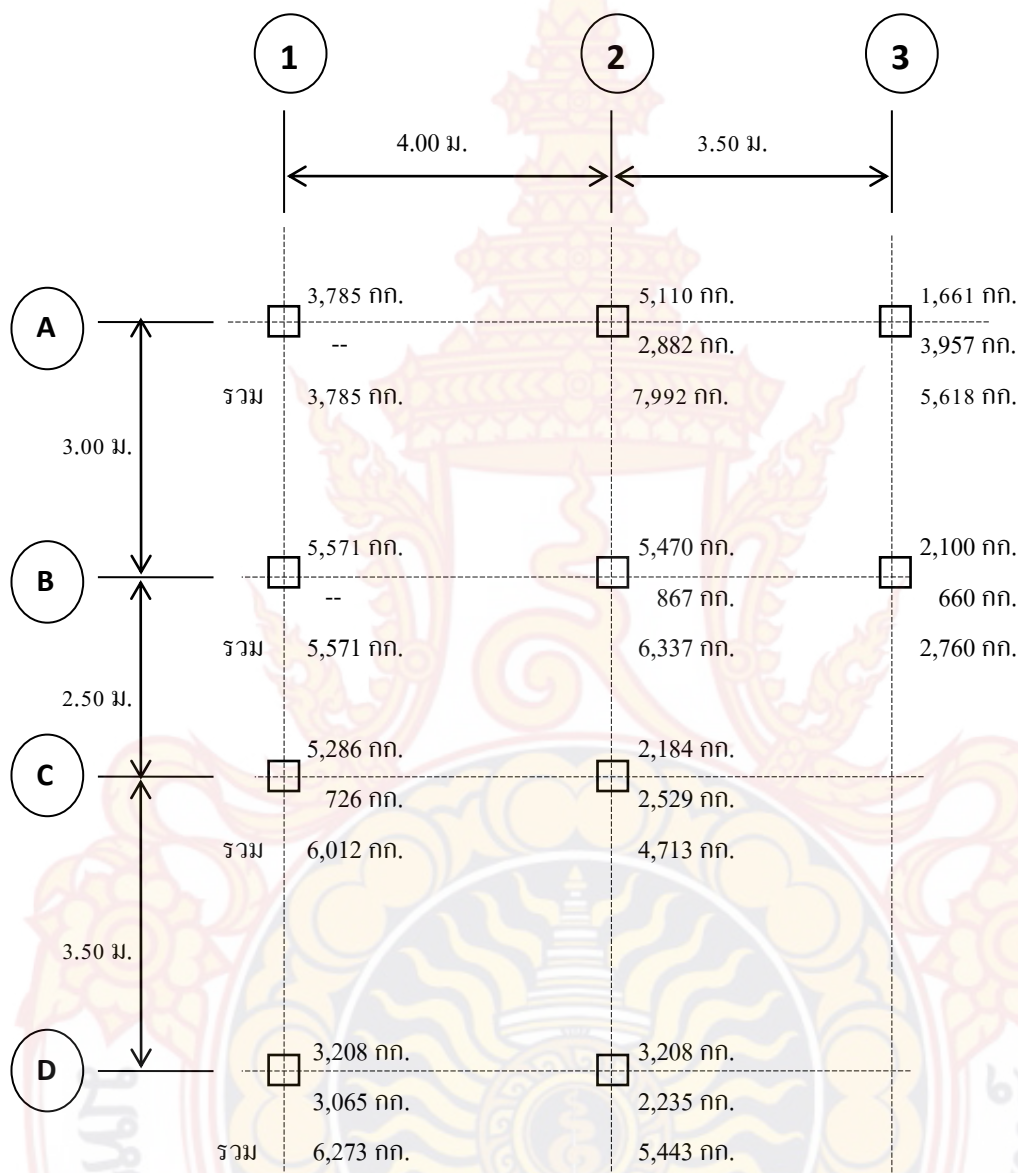 1 2 3
4.00 ม. 3.50 ม.
3,785 กก. 5,110 กก. 1,661 กก.
A
-- 2,882 กก. 3,957 กก.
รวม 3,785 กก. 7,992 กก. 5,618 กก.
3.00 ม.
5,571 กก. 5,470 กก. 2,100 กก.
B
-- 867 กก. 660 กก.
รวม 5,571 กก. 6,337 กก. 2,760 กก.
2.50 ม.
5,286 กก. 2,184 กก.
C
726 กก. 2,529 กก.
รวม 6,012 กก. 4,713 กก.
3.50 ม.
3,208 กก. 3,208 กก.
D
3,065 กก. 2,235 กก.
รวม 6,273 กก. 5,443 กก.